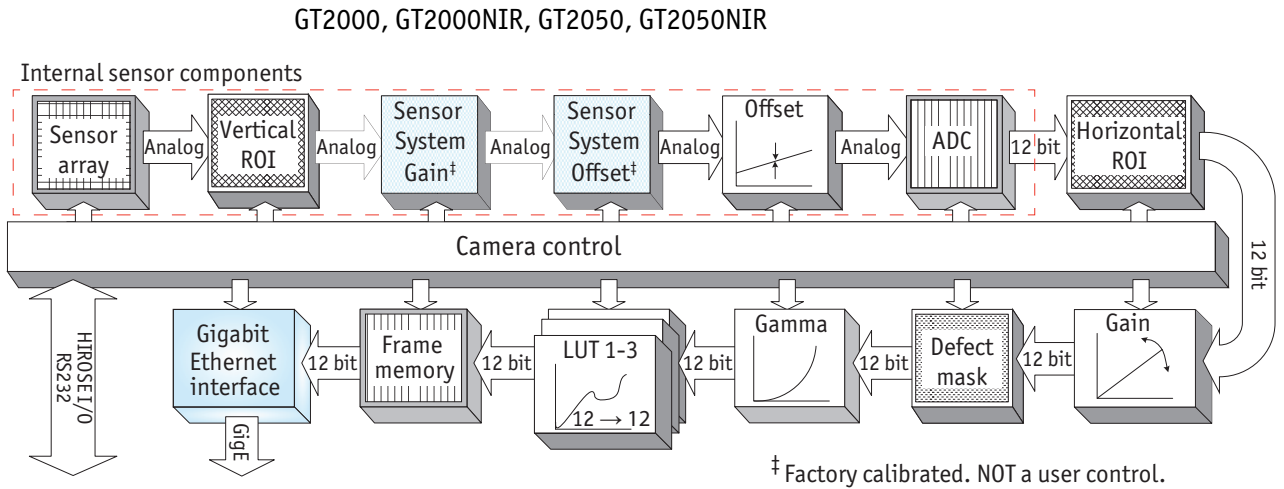 GT2000, GT2000NIR, GT2050, GT2050NIR
Internal sensor components
Sensor
array
Analog
Vertical
ROI
Analog
Sensor
System
Gain‡
Analog
Sensor
System
Offset‡
Analog
Offset
Analog
ADC
12 bit
Horizontal
ROI
12 bit
Camera control
HIROSE I/O
RS232
Gigabit
Ethernet
interface
GigE
12 bit
Frame
memory
12 bit
LUT 1-3
12 → 12
12 bit
Gamma
12 bit
Defect
mask
12 bit
Gain
‡ Factory calibrated. NOT a user control.